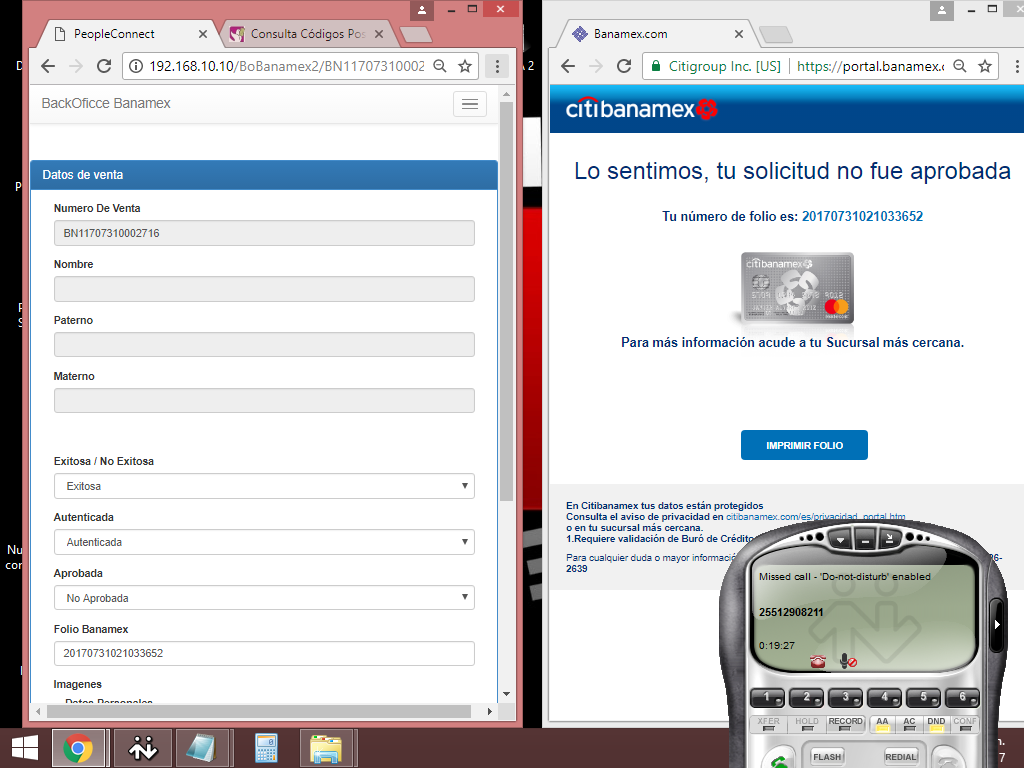 PeopleConnect
Consulta Códigos Pos
192.168.10.10/BoBanamex2/BN11707310002
BackOficce Banamex
Datos de venta
Numero De Venta
BN11707310002716
Nombre
Paterno
Materno
Exitosa / No Exitosa
Exitosa
Autenticada
Autenticada
Aprobada
No Aprobada
Folio Banamex
20170731021033652
Imagenes
Datos Personales
Banamex.com
Citigroup Inc. [US]
https://portal.banamex.c
citibanamex
Lo sentimos, tu solicitud no fue aprobada
Tu número de folio es: 20170731021033652
citibanamex
Para más información acude a tu Sucursal más cercana.
IMPRIMIR FOLIO
En Citibanamex tus datos están protegidos
Consulta el aviso de privacidad en citibanamex.com/es/privacidad_portal.htm
o en tu sucursal más cercana.
1.Requiere validación de Buró de Crédito
Para cualquier duda o mayor informació
26-
2639
Missed call - 'Do-not-disturb' enabled
25512908211
0:19:27
1 2 3 4 5 6
XFER HOLD RECORD AA AC DND CONF
FLASH REDIAL
2
P
Nu
con